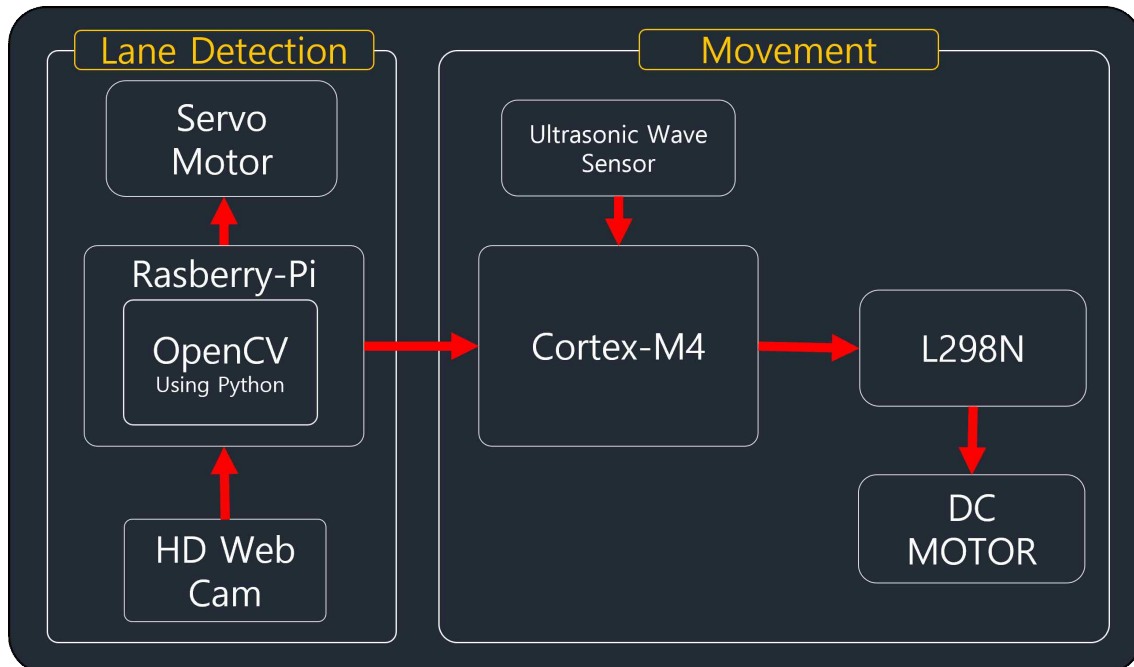 Lane Detection
Servo
Motor
Rasberry-Pi
OpenCV
Using Python
HD Web
Cam
Movement
Ultrasonic Wave
Sensor
Cortex-M4
L298N
DC
MOTOR